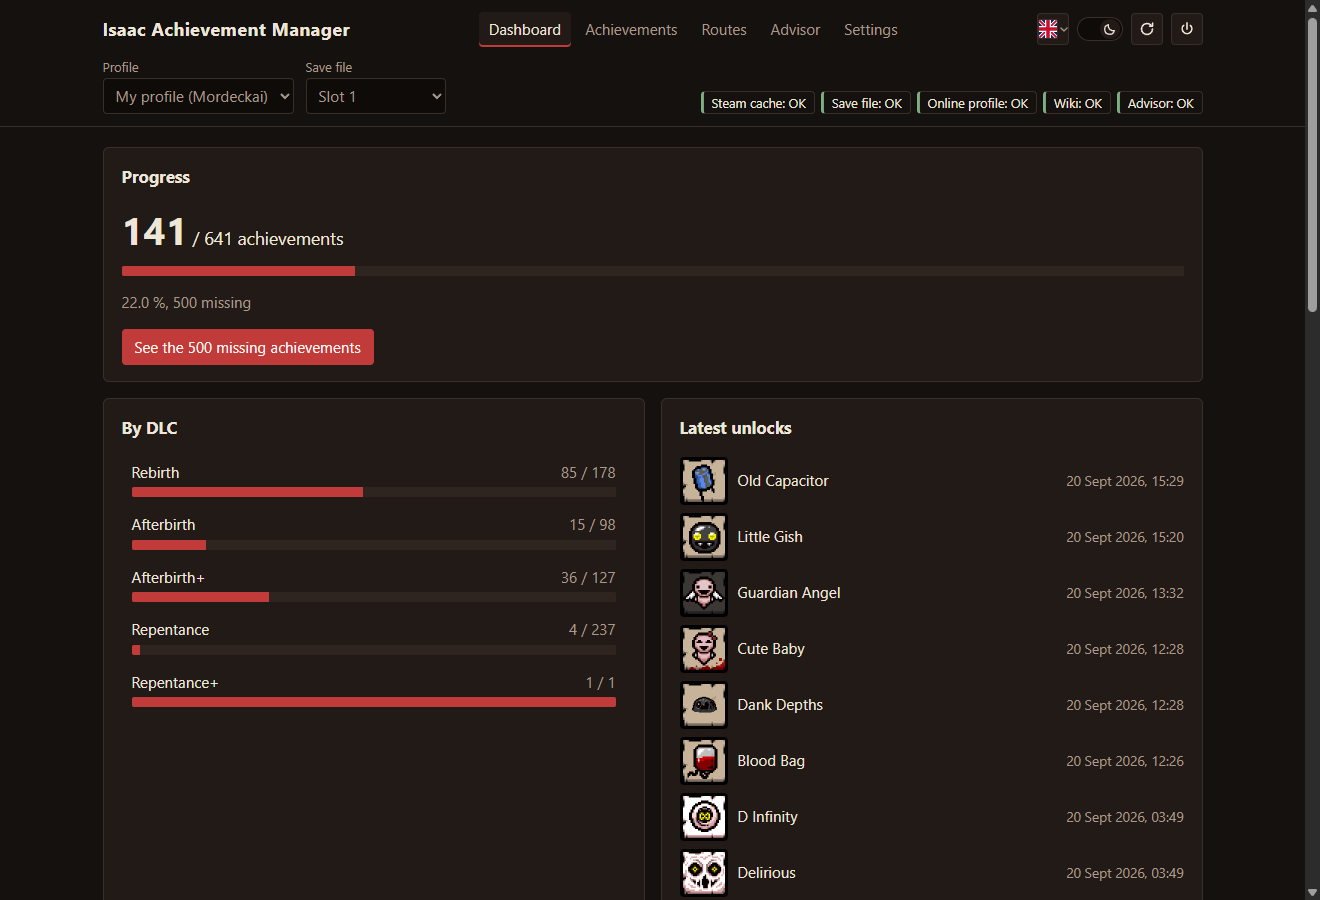 Isaac Achievement Manager
Dashboard
Achievements
Routes
Advisor
Settings
Profile
My profile (Mordeckai)
Save file
Slot 1
Steam cache: OK
Save file: OK
Online profile: OK
Wiki: OK
Advisor: OK
Progress
141 / 641 achievements
22.0 %, 500 missing
See the 500 missing achievements
By DLC
Rebirth 85 / 178
Afterbirth 15 / 98
Afterbirth+ 36 / 127
Repentance 4 / 237
Repentance+ 1 / 1
Latest unlocks
Old Capacitor 20 Sept 2026, 15:29
Little Gish 20 Sept 2026, 15:20
Guardian Angel 20 Sept 2026, 13:32
Cute Baby 20 Sept 2026, 12:28
Dank Depths 20 Sept 2026, 12:28
Blood Bag 20 Sept 2026, 12:26
D Infinity 20 Sept 2026, 03:49
Delirious 20 Sept 2026, 03:49